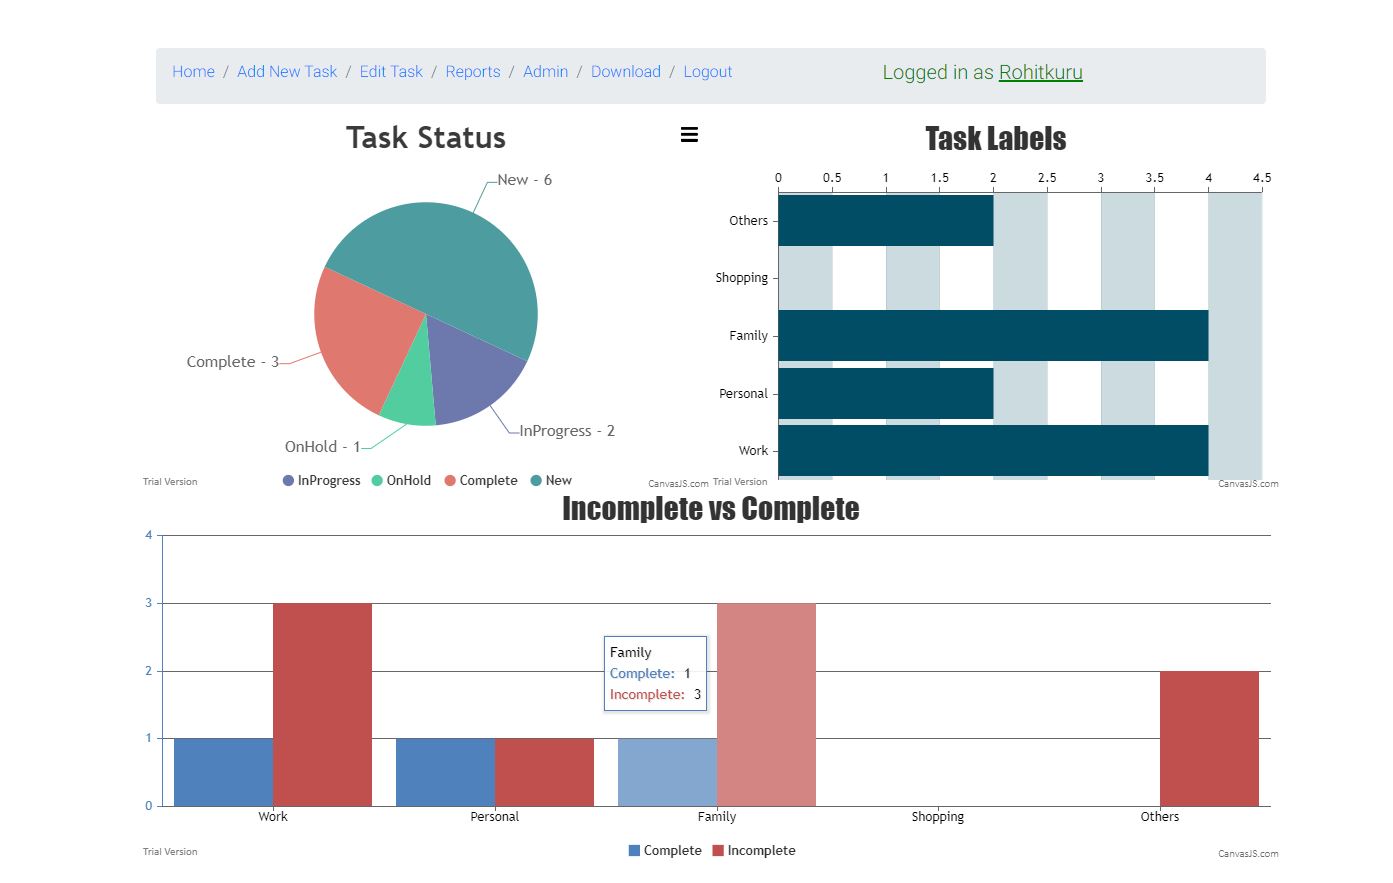 Home / Add New Task / Edit Task / Reports / Admin / Download / Logout
Logged in as Rohitkuru
Task Status
New - 6
Complete - 3
InProgress - 2
OnHold - 1
InProgress OnHold Complete New
Trial Version
CanvasJS.com
Task Labels
0 0.5 1 1.5 2 2.5 3 3.5 4 4.5
Others
Shopping
Family
Personal
Work
Trial Version
CanvasJS.com
Incomplete vs Complete
4
3
2
1
0
Family
Complete: 1
Incomplete: 3
Work Personal Family Shopping Others
Complete Incomplete
Trial Version
CanvasJS.com